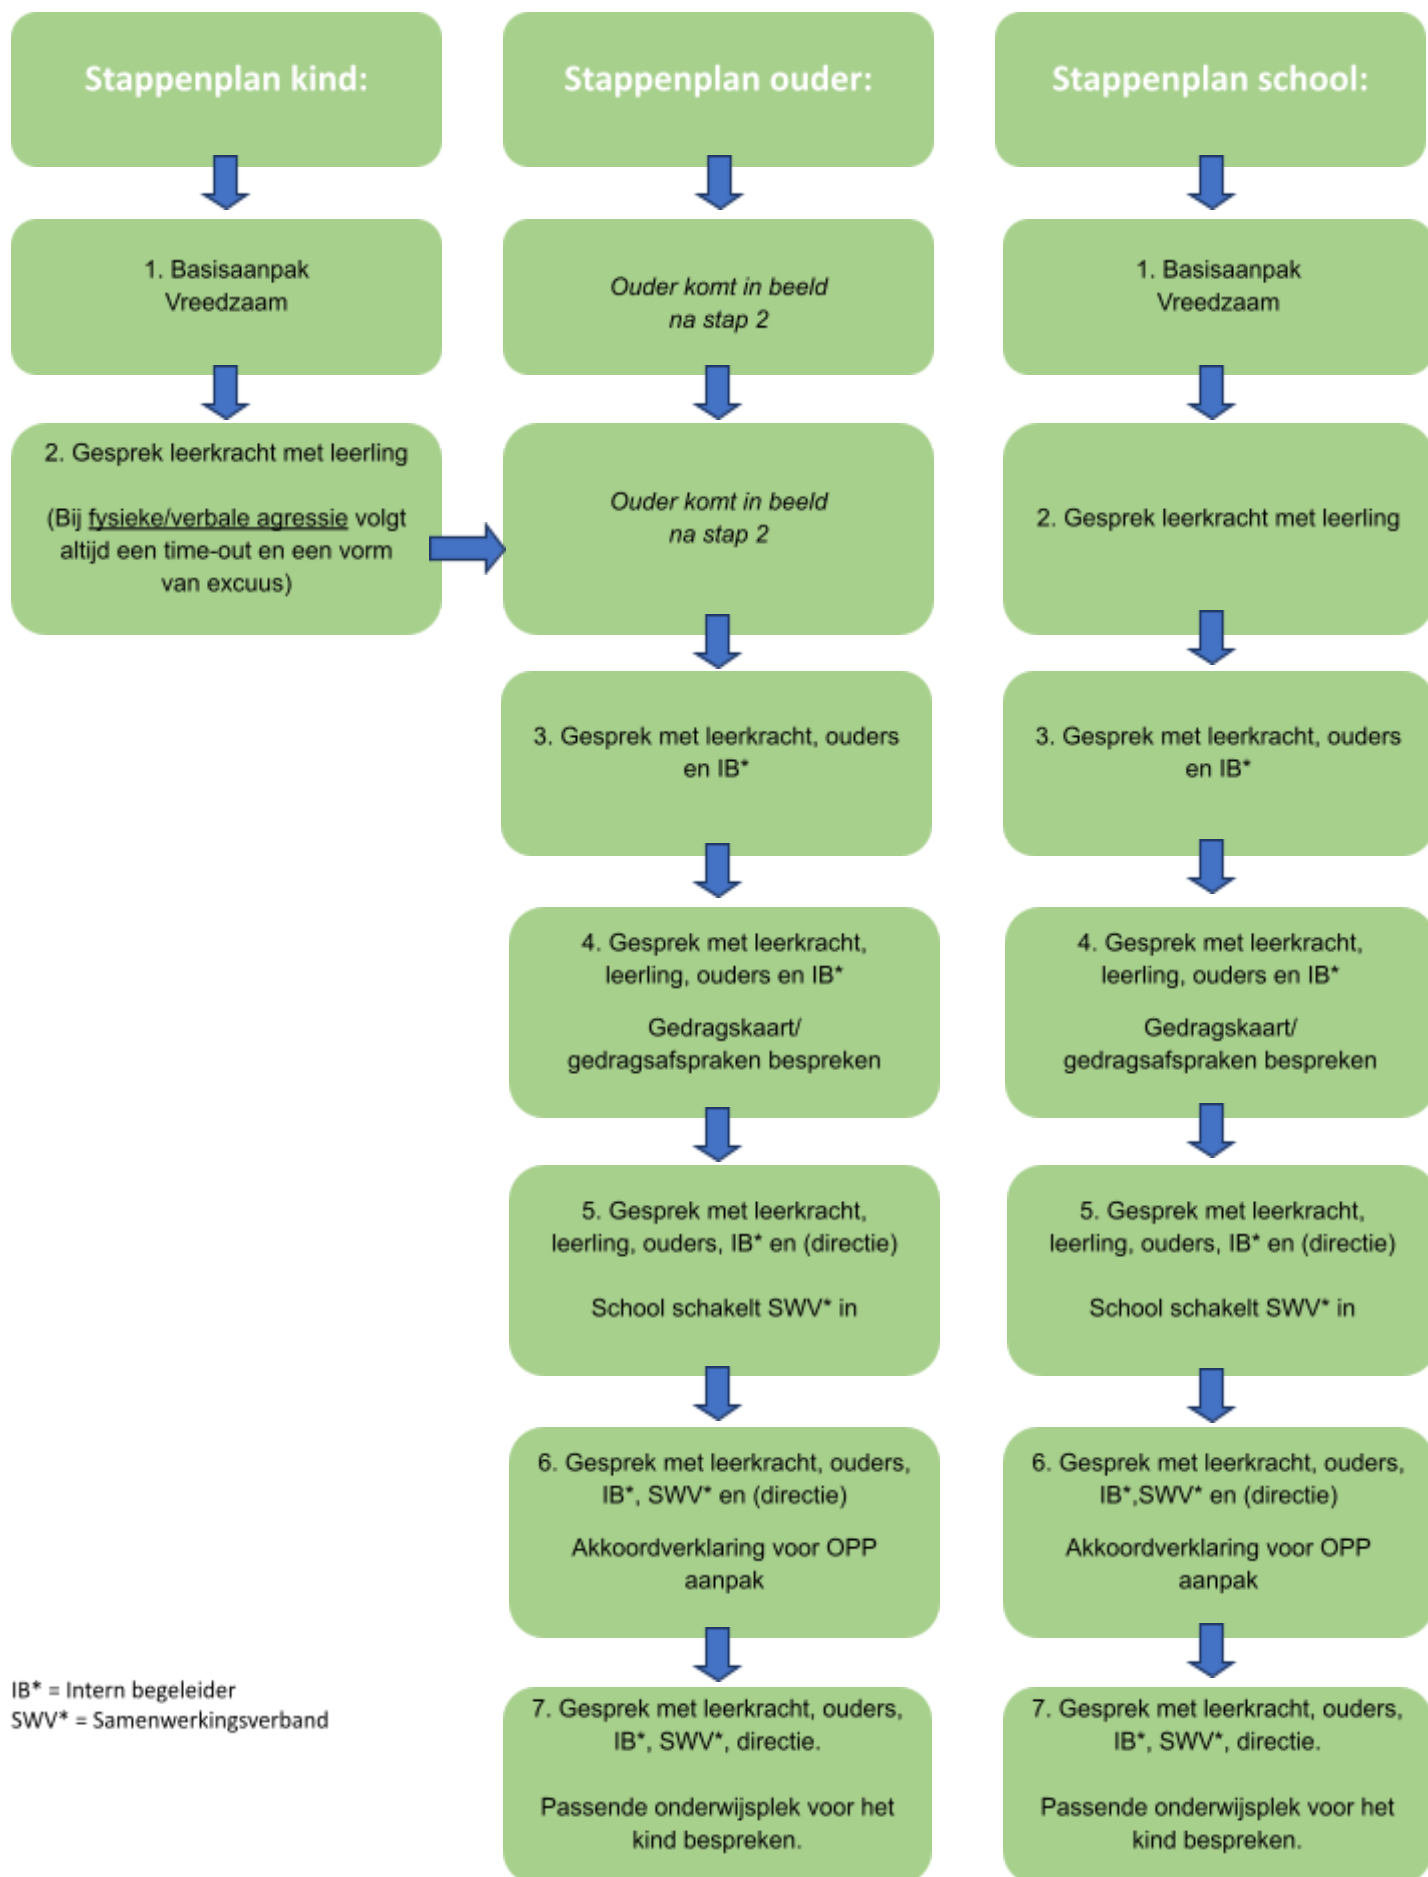 Stappenplan kind:
1. Basisaanpak
Vreedzaam
2. Gesprek leerkracht met leerling
(Bij fysieke/verbale agressie volgt
altijd een time-out en een vorm
van excuus)
Stappenplan ouder:
Ouder komt in beeld
na stap 2
Ouder komt in beeld
na stap 2
3. Gesprek met leerkracht, ouders
en IB*
4. Gesprek met leerkracht,
leerling, ouders en IB*
Gedragskaart/
gedragsafspraken bespreken
5. Gesprek met leerkracht,
leerling, ouders, IB* en (directie)
School schakelt SWV* in
6. Gesprek met leerkracht, ouders,
IB*, SWV* en (directie)
Akkoordverklaring voor OPP
aanpak
7. Gesprek met leerkracht, ouders,
IB*, SWV*, directie.
Passende onderwijsplek voor het
kind bespreken.
Stappenplan school:
1. Basisaanpak
Vreedzaam
2. Gesprek leerkracht met leerling
3. Gesprek met leerkracht, ouders
en IB*
4. Gesprek met leerkracht,
leerling, ouders en IB*
Gedragskaart/
gedragsafspraken bespreken
5. Gesprek met leerkracht,
leerling, ouders, IB* en (directie)
School schakelt SWV* in
6. Gesprek met leerkracht, ouders,
IB*,SWV* en (directie)
Akkoordverklaring voor OPP
aanpak
7. Gesprek met leerkracht, ouders,
IB*, SWV*, directie.
Passende onderwijsplek voor het
kind bespreken.
IB* = Intern begeleider
SWV* = Samenwerkingsverband